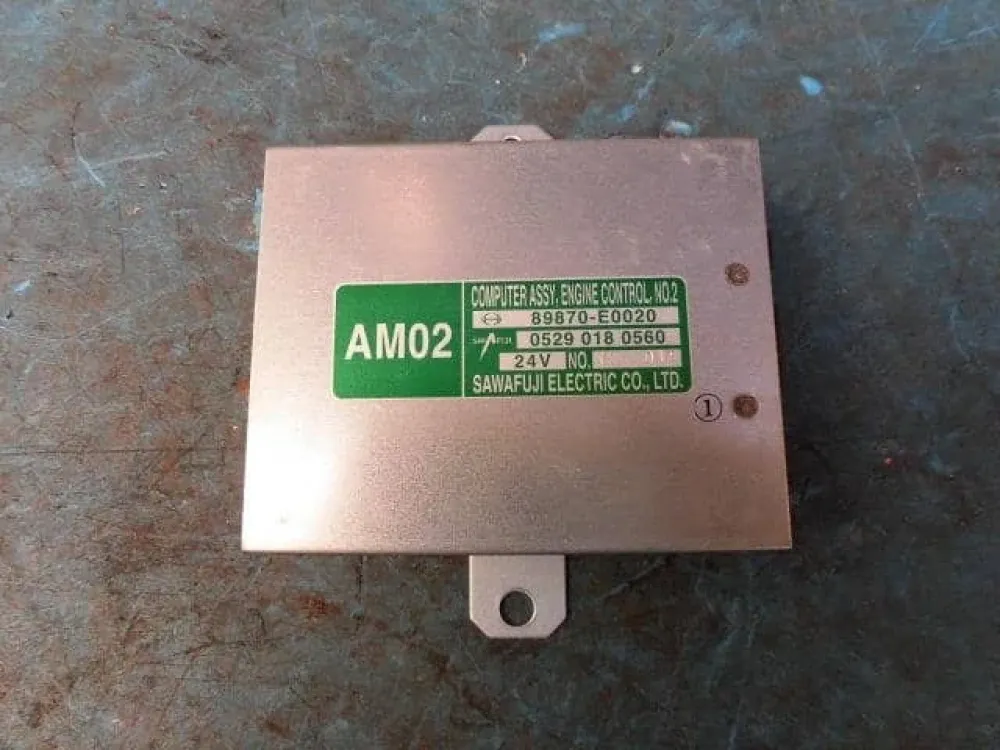 AM02
COMPUTER ASSY, ENGINE CONTROL, NO.2
89870-E0020
SAWAFUJI 0529 018 0560
24V NO.
SAWAFUJI ELECTRIC CO., LTD.
①